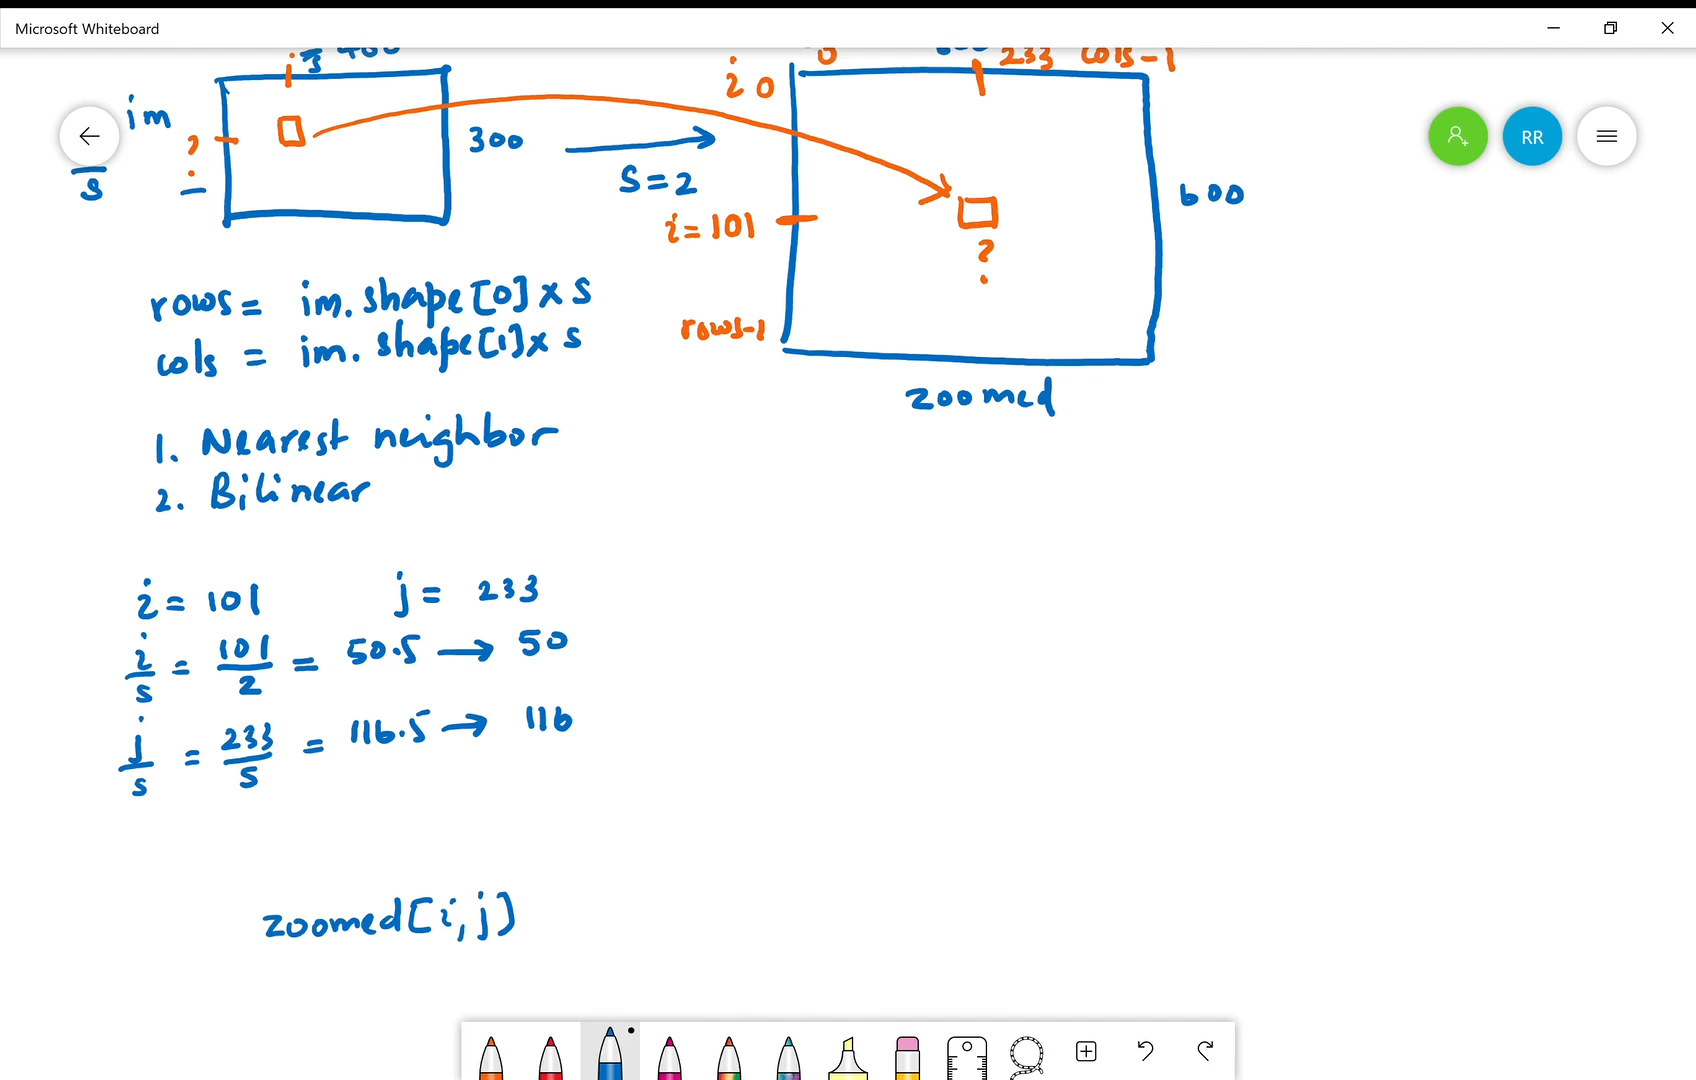 Microsoft Whiteboard
j/s 400
0 233 cols-1
im
i 0
?
300
s=2
i/s
RR
600
i=101
?
rows= im.shape[0]×s
rows-1
cols = im.shape[1]×s
zoomed
1. Nearest neighbor
2. Bilinear
i= 101 j= 233
i/s = 101/2 = 50.5 → 50
j/s = 233/s = 116.5 → 116
zoomed[i,j]